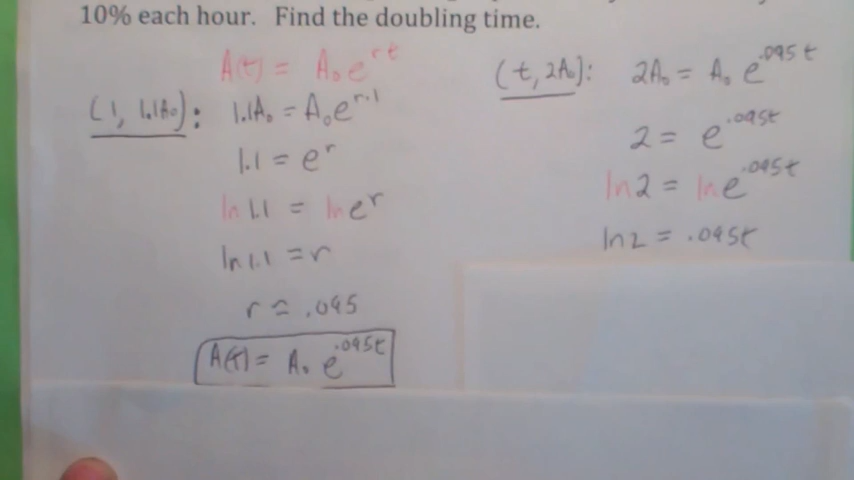 10% each hour. Find the doubling time.
A(t) = A₀e^rt
(1, 1.1A₀): 1.1A₀ = A₀e^r·1
1.1 = e^r
ln 1.1 = ln e^r
ln 1.1 = r
r ≈ .095
A(t) = A₀ e^.095t
(t, 2A₀): 2A₀ = A₀ e^.095t
2 = e^.095t
ln 2 = ln e^.095t
ln 2 = .095t